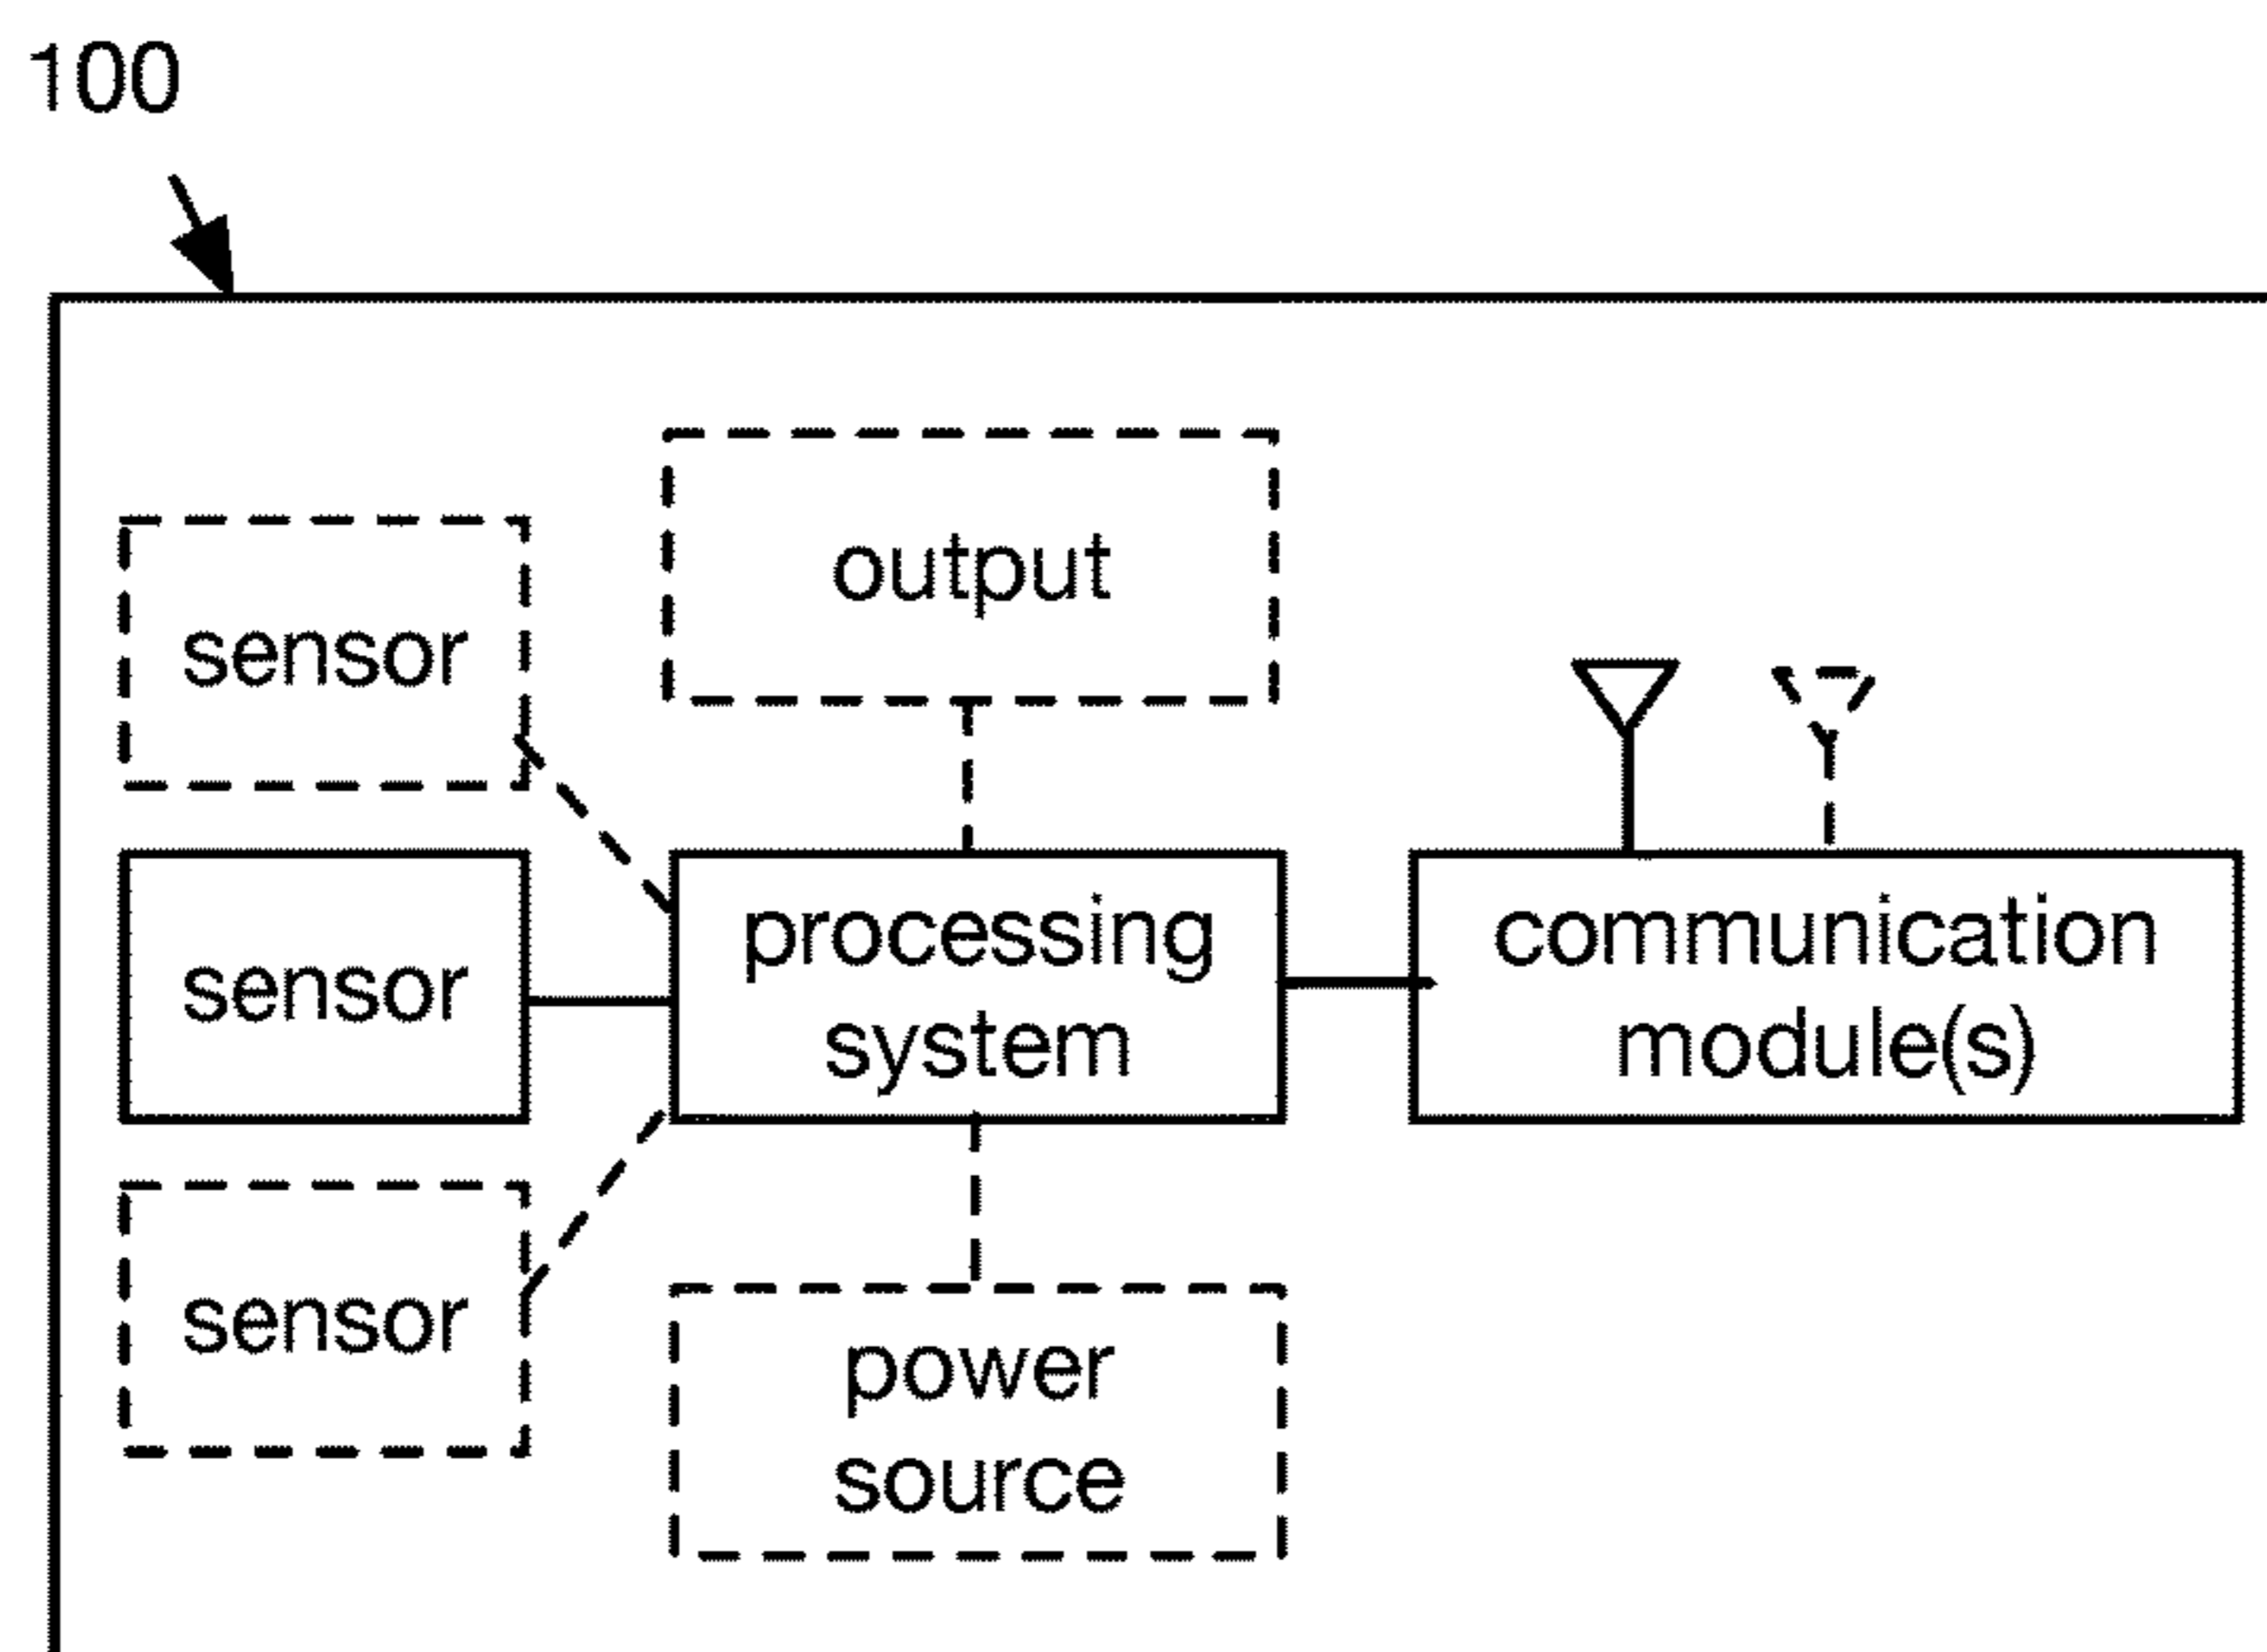 100
output
sensor
sensor
processing
system
communication
module(s)
sensor
power
source